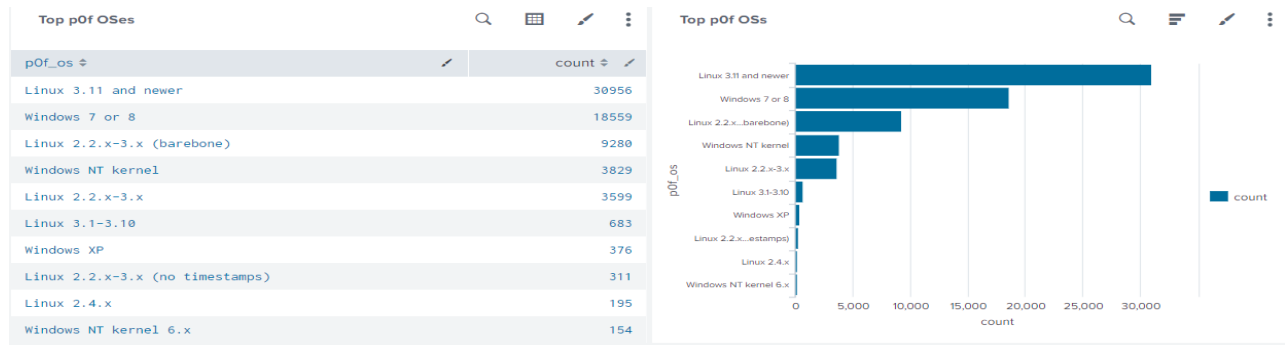 Top p0f OSes
p0f_os count
Linux 3.11 and newer 30956
Windows 7 or 8 18559
Linux 2.2.x-3.x (barebone) 9280
Windows NT kernel 3829
Linux 2.2.x-3.x 3599
Linux 3.1-3.10 683
Windows XP 376
Linux 2.2.x-3.x (no timestamps) 311
Linux 2.4.x 195
Windows NT kernel 6.x 154
Top p0f OSs
p0f_os
Linux 3.11 and newer
Windows 7 or 8
Linux 2.2.x...barebone)
Windows NT kernel
Linux 2.2.x-3.x
Linux 3.1-3.10
Windows XP
Linux 2.2.x...estamps)
Linux 2.4.x
Windows NT kernel 6.x
0 5,000 10,000 15,000 20,000 25,000 30,000
count
count